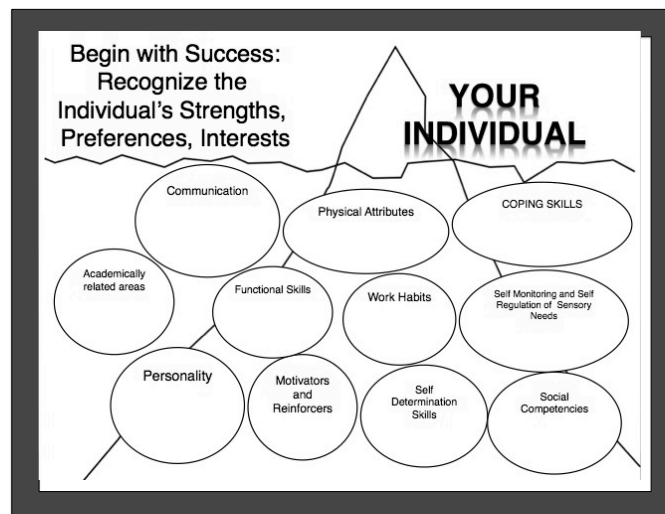 Begin with Success:
Recognize the
Individual's Strengths,
Preferences, Interests
YOUR
INDIVIDUAL
Communication
Physical Attributes
COPING SKILLS
Academically
related areas
Functional Skills
Work Habits
Self Monitoring and Self
Regulation of Sensory
Needs
Personality
Motivators
and
Reinforcers
Self
Determination
Skills
Social
Competencies